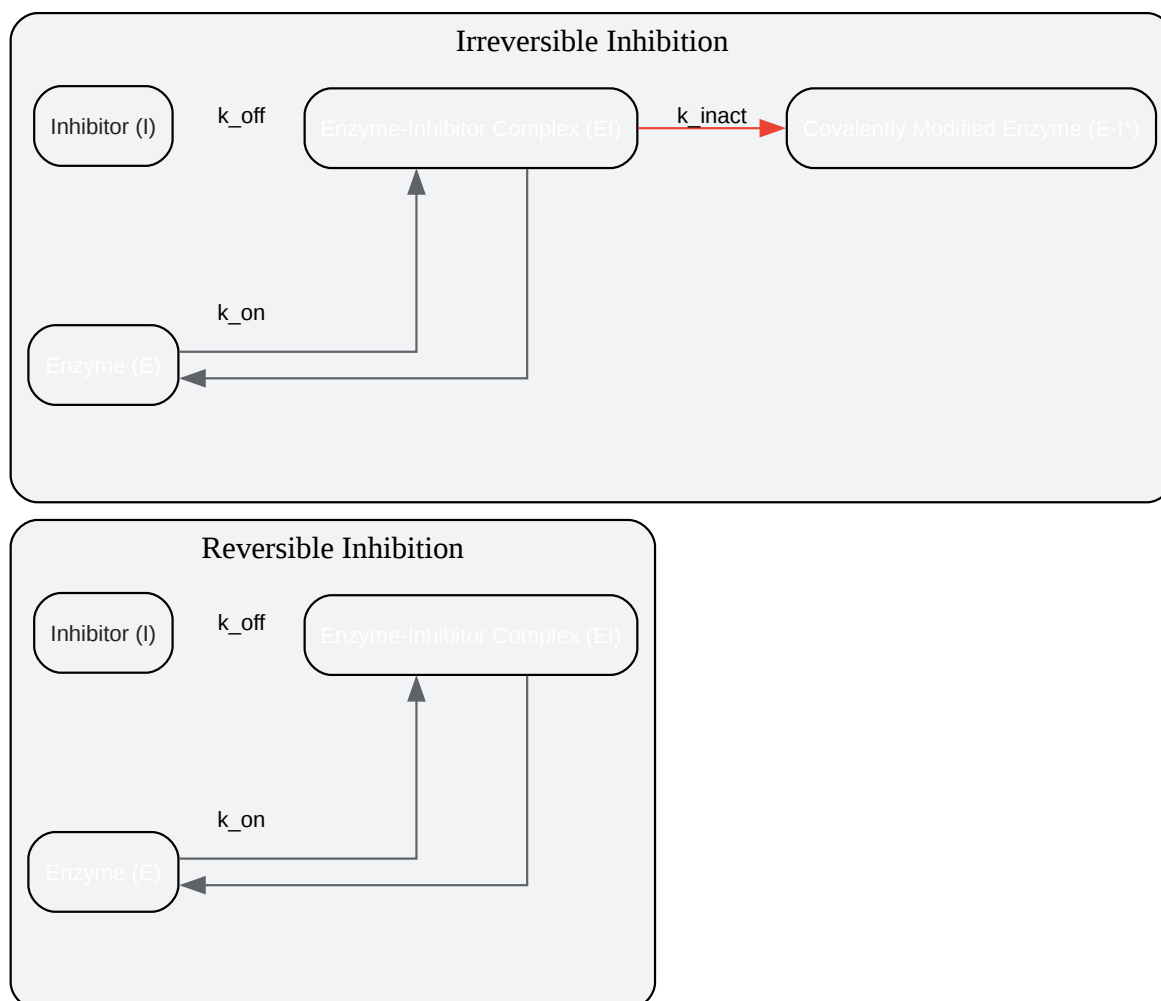 Irreversible Inhibition
Inhibitor (I)
k_off
Enzyme-Inhibitor Complex (EI)
k_inact
Covalently Modified Enzyme (E-I*)
k_on
Enzyme (E)
Reversible Inhibition
Inhibitor (I)
k_off
Enzyme-Inhibitor Complex (EI)
k_on
Enzyme (E)